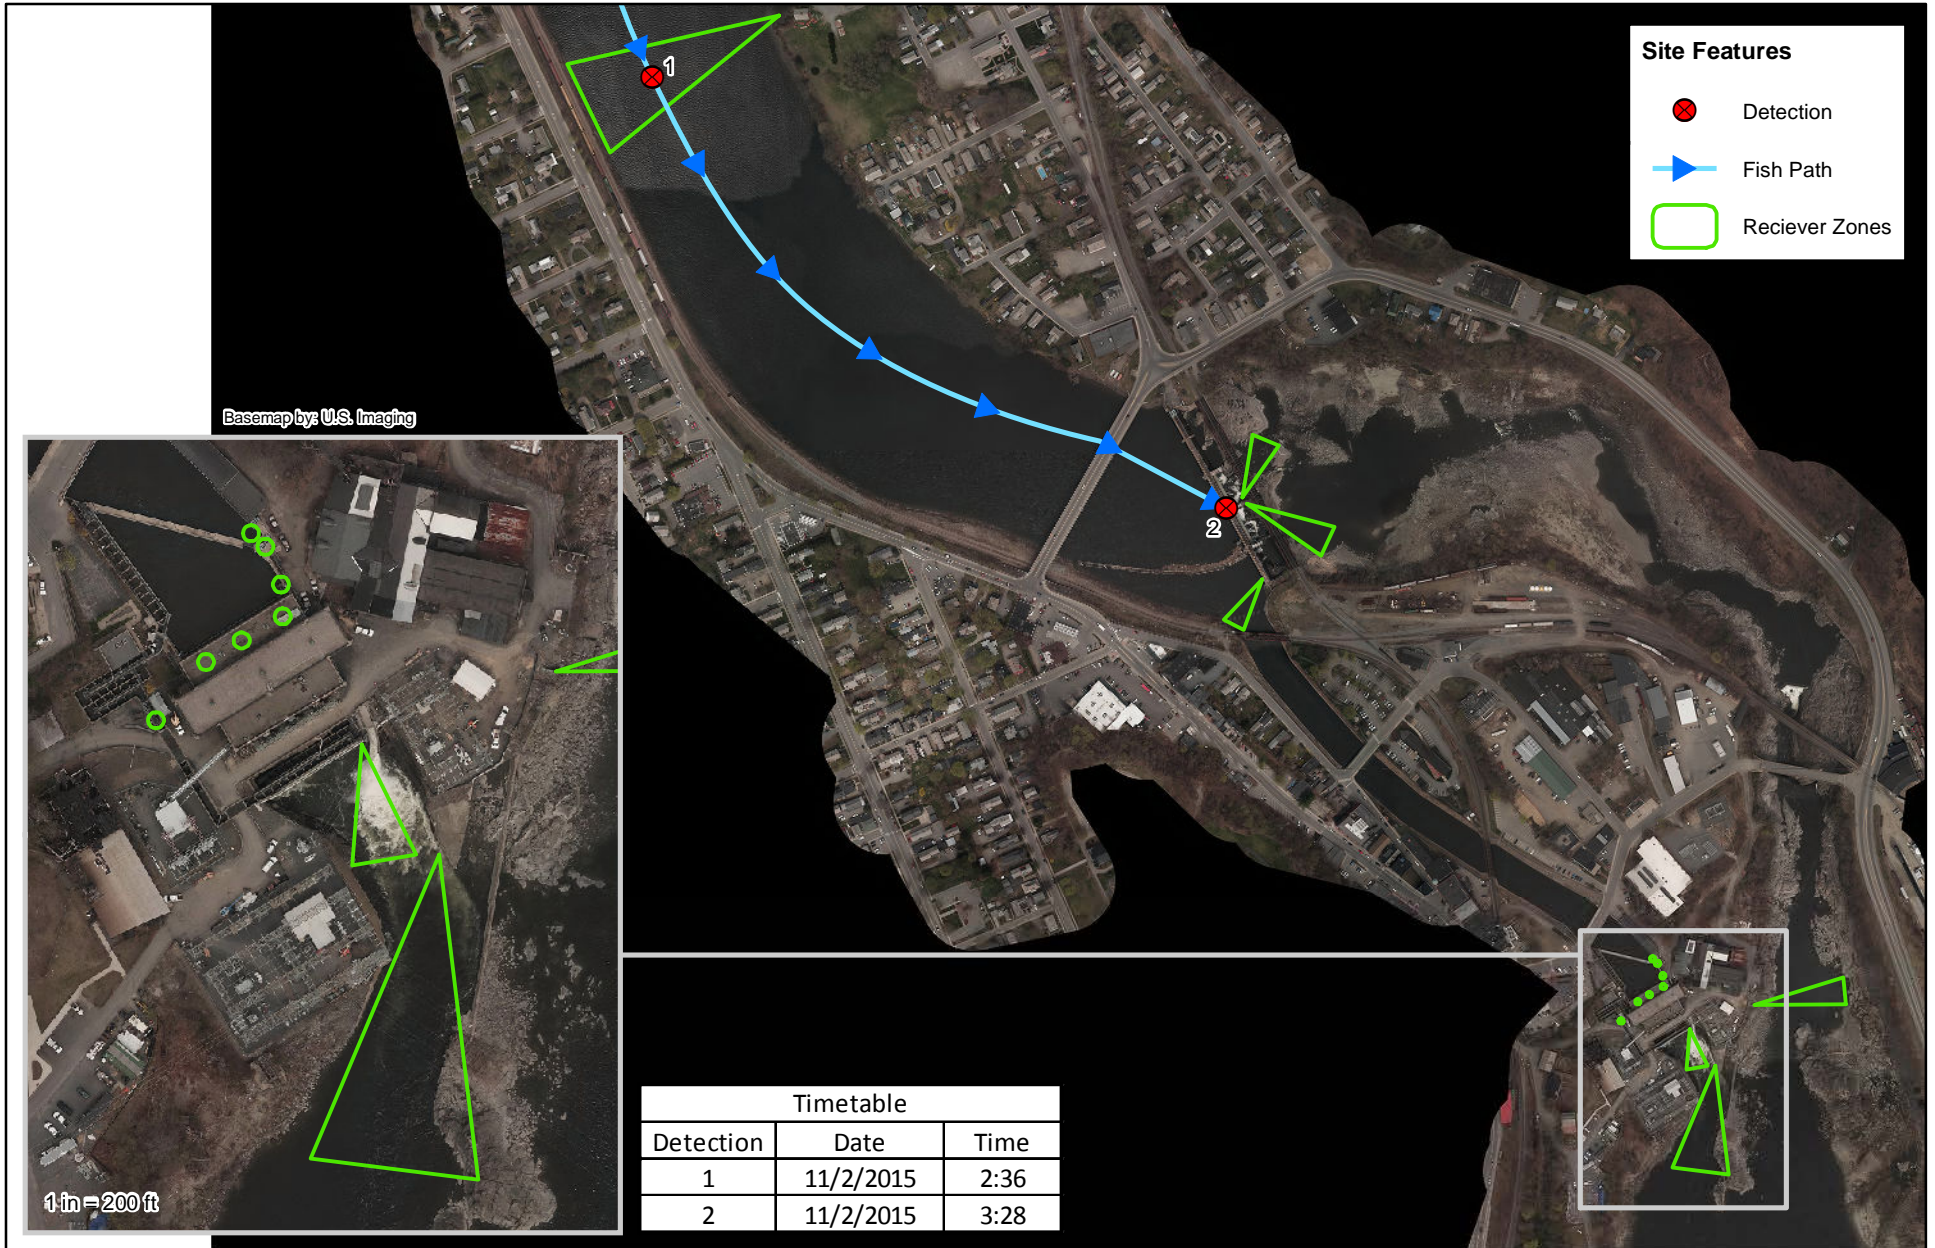 1
Site Features
Detection
Fish Path
Reciever Zones
Basemap by: U.S. Imaging
2
1 in = 200 ft
Timetable
Detection Date Time
1 11/2/2015 2:36
2 11/2/2015 3:28